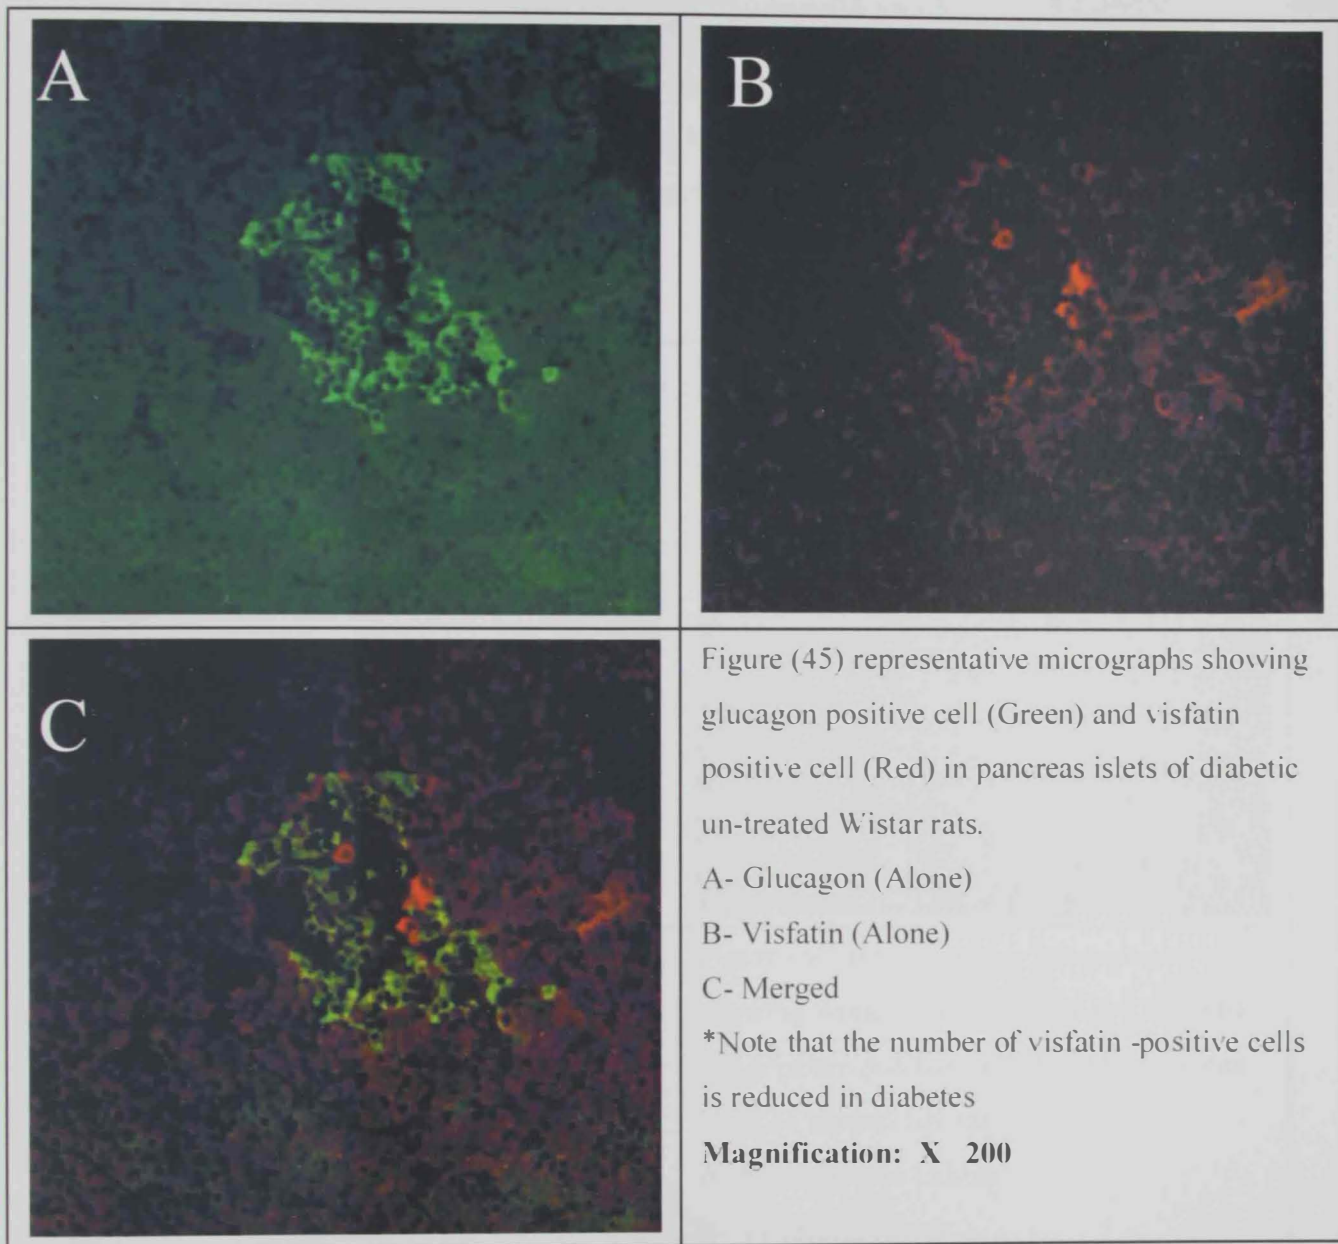 A
B
C
Figure (45) representative micrographs showing
glucagon positive cell (Green) and visfatin
positive cell (Red) in pancreas islets of diabetic
un-treated Wistar rats.
A- Glucagon (Alone)
B- Visfatin (Alone)
C- Merged
*Note that the number of visfatin -positive cells
is reduced in diabetes
Magnification: X 200